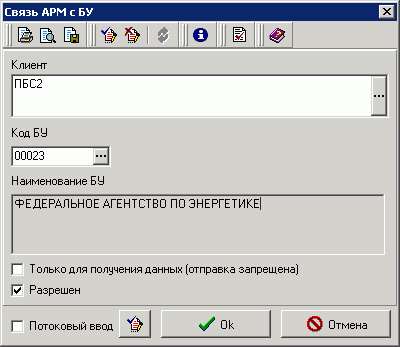 Связь АРМ с БУ
Клиент
ПБС2
Код БУ
00023
Наименование БУ
ФЕДЕРАЛЬНОЕ АГЕНТСТВО ПО ЭНЕРГЕТИКЕ
Только для получения данных (отправка запрещена)
Разрешен
Потоковый ввод
Ok
Отмена